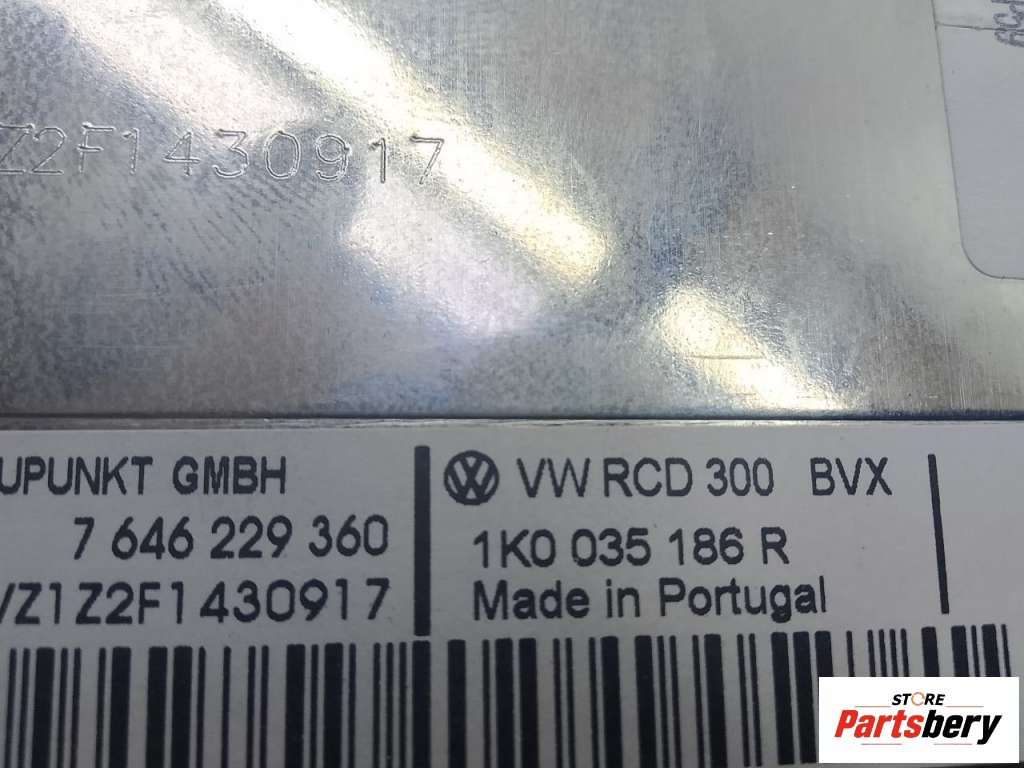 Z2F1430917
UPUNKT GMBH
7 646 229 360
VZ1Z2F1430917
VW RCD 300 BVX
1K0 035 186 R
Made in Portugal
STORE
Partsbery